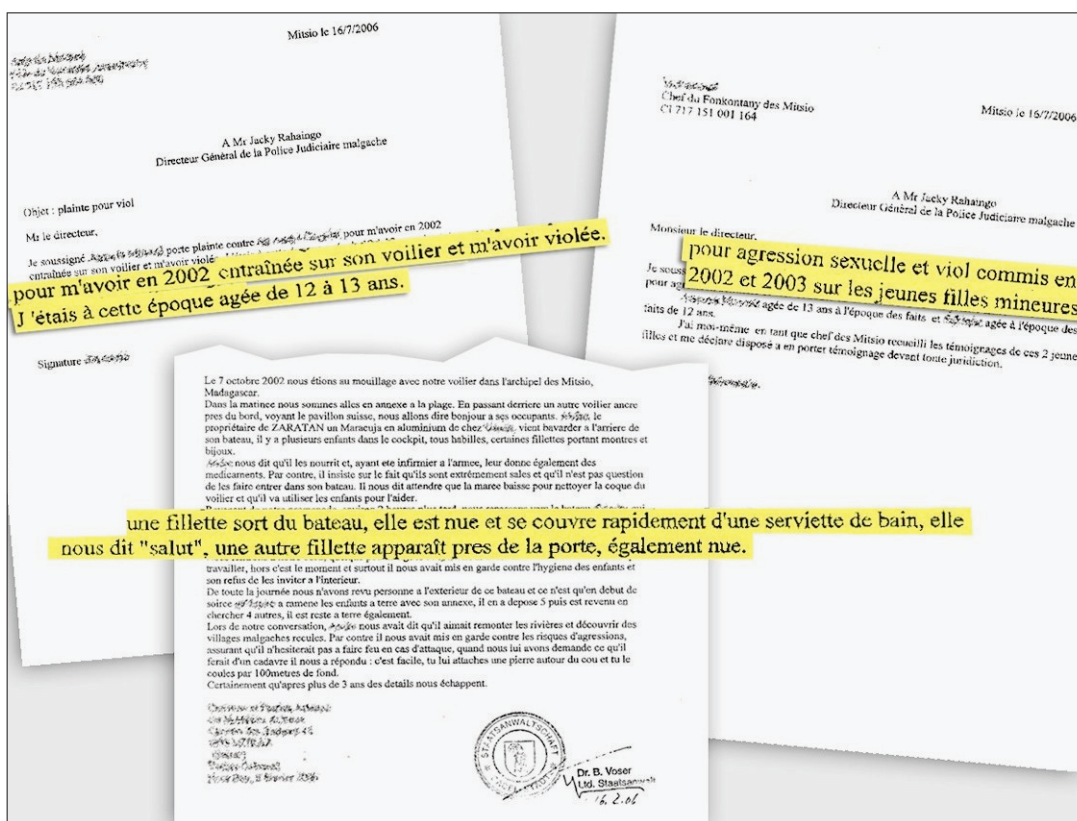 Mitsio le 16/7/2006
A Mr Jacky Rahaingo
Directeur Général de la Police Judiciaire malgache
Objet : plainte pour viol
Mr le directeur,
Je soussigné porte plainte contre pour m'avoir en 2002
entraînée sur son voilier et m'avoir
pour m'avoir en 2002 entraînée sur son voilier et m'avoir violée.
J 'étais à cette époque agée de 12 à 13 ans.
Signature
Chef du Fonkontany des Mitsio
CI 717 151 001 164
Mitsio le 16/7/2006
A Mr Jacky Rahaingo
Directeur Général de la Police Judiciaire malgache
Monsieur le directeur,
Je
pour
pour agression sexuelle et viol commis en
2002 et 2003 sur les jeunes filles mineures
agée de 13 ans à l'époque des faits et agée à l'époque des
faits de 12 ans.
J'ai moi-même en tant que chef des Mitsio recueilli les témoignages de ces 2 jeunes
filles et me déclare disposé a en porter témoignage devant toute juridiction.
Le 7 octobre 2002 nous étions au mouillage avec notre voilier dans l'archipel des Mitsio,
Madagascar.
Dans la matinee nous sommes alles en annexe a la plage. En passant derriere un autre voilier ancre
pres du bord, voyant le pavillon suisse, nous allons dire bonjour a ses occupants. le
propriétaire de ZARATAN un Maracuja en aluminium de chez vient bavarder a l'arriere de
son bateau, il y a plusieurs enfants dans le cockpit, tous habilles, certaines fillettes portant montres et
bijoux.
nous dit qu'il les nourrit et, ayant ete infirmier a l'armee, leur donne également des
medicaments. Par contre, il insiste sur le fait qu'ils sont extrêmement sales et qu'il n'est pas question
de les faire entrer dans son bateau. Il nous dit attendre que la maree baisse pour nettoyer la coque du
voilier et qu'il va utiliser les enfants pour l'aider.
une fillette sort du bateau, elle est nue et se couvre rapidement d'une serviette de bain, elle
nous dit "salut", une autre fillette apparaît pres de la porte, également nue.
travailler, hors c'est le moment et surtout il nous avait mis en garde contre l'hygiene des enfants et
son refus de les inviter a l'interieur.
De toute la journée nous n'avons revu personne a l'exterieur de ce bateau et ce n'est qu'en debut de
soiree a ramene les enfants a terre avec son annexe, il en a depose 5 puis est revenu en
chercher 4 autres, il est reste a terre également.
Lors de notre conversation, nous avait dit qu'il aimait remonter les rivières et découvrir des
villages malgaches recules. Par contre il nous avait mis en garde contre les risques d'agressions,
assurant qu'il n'hesiterait pas a faire feu en cas d'attaque, quand nous lui avons demande ce qu'il
ferait d'un cadavre il nous a répondu : c'est facile, tu lui attaches une pierre autour du cou et tu le
coules par 100metres de fond.
Certainement qu'apres plus de 3 ans des details nous échappent.
STAATSANWALTSCHAFT
Dr. B. Voser
Ltd. Staatsanwalt
16.2.06